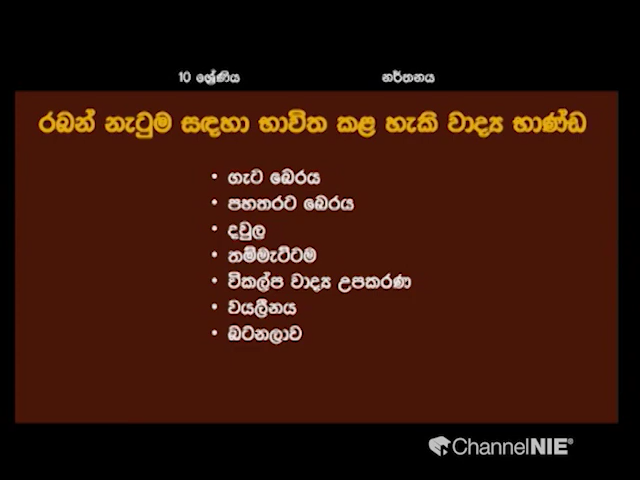 10 ශ්‍රේණිය නර්තනය
රබන් නැටුම සඳහා භාවිත කළ හැකි වාද්‍ය භාණ්ඩ
• ගැට බෙරය
• පහතරට බෙරය
• දවුල
• තම්මැට්ටම
• විකල්ප වාද්‍ය උපකරණ
• වයලීනය
• බටනලාව
ChannelNIE®